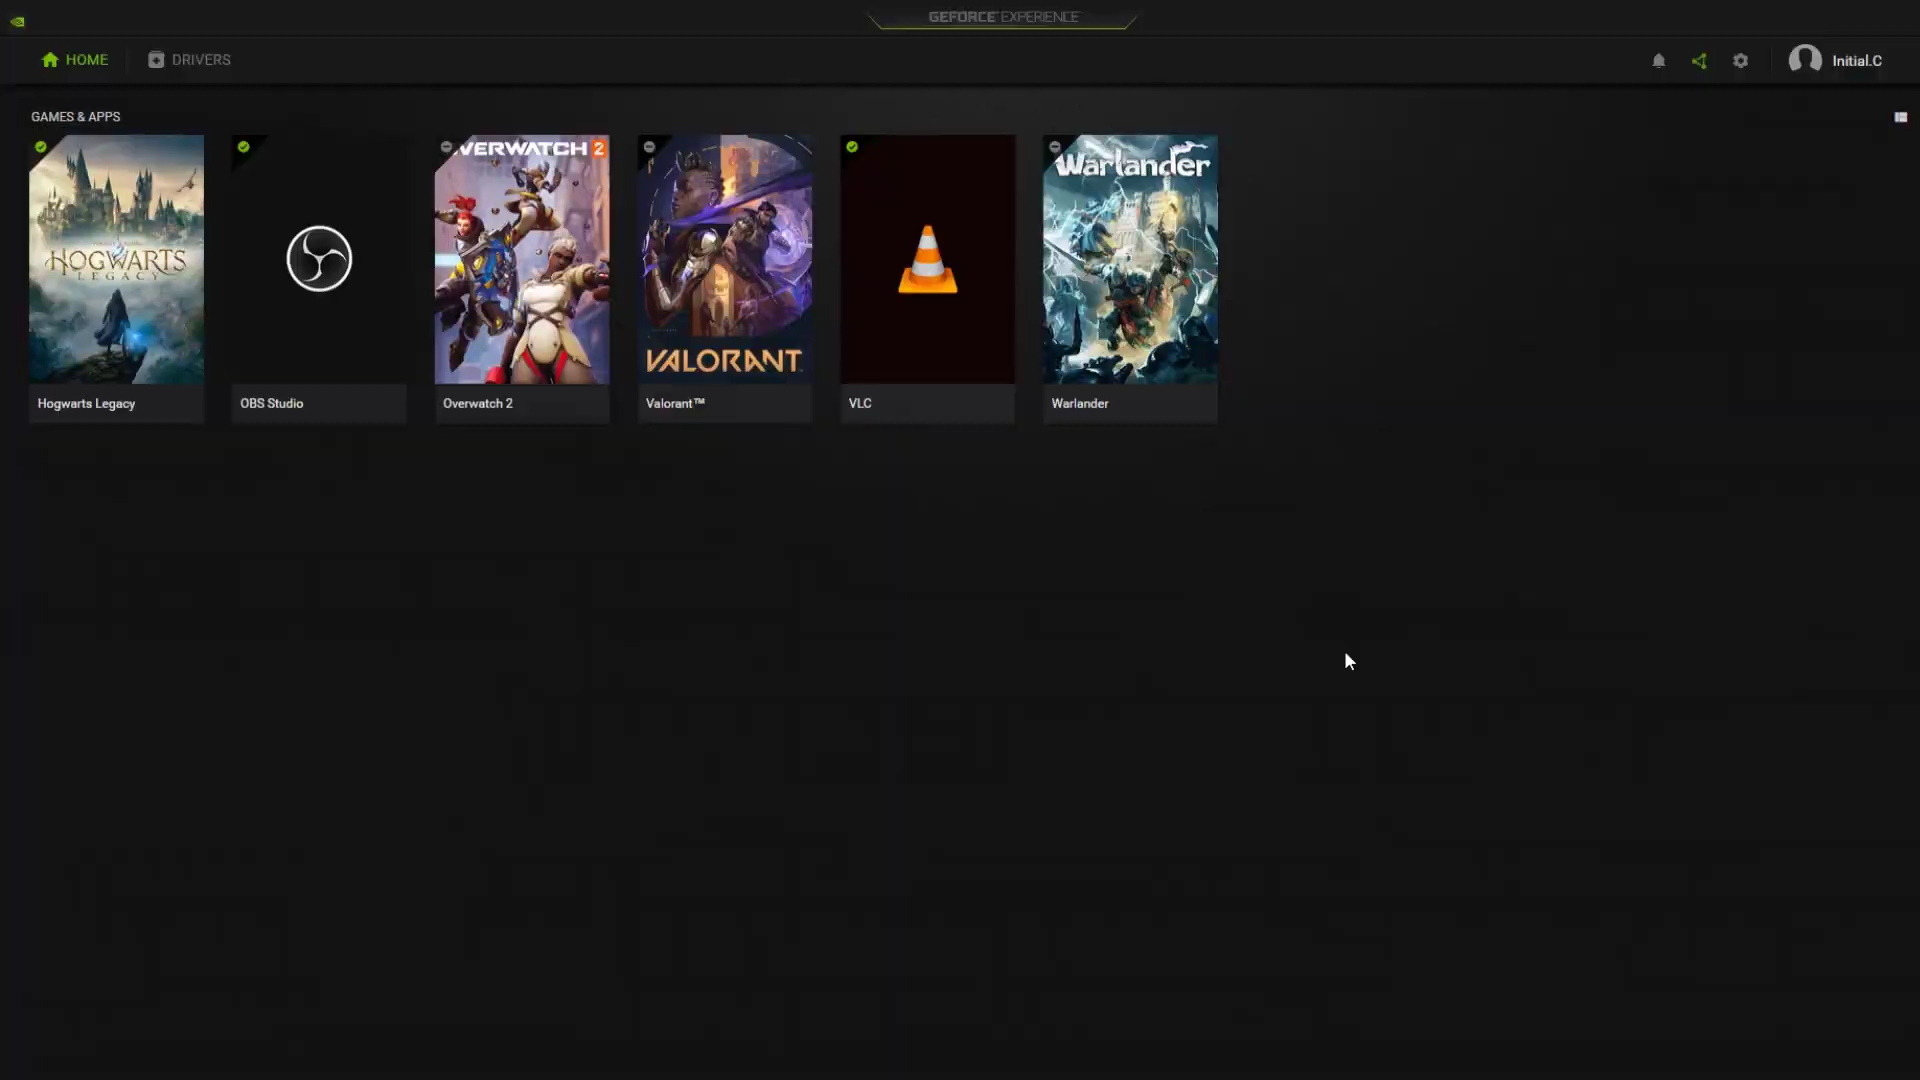 GEFORCE EXPERIENCE
HOME
DRIVERS
Initial.C
GAMES & APPS
HOGWARTS
LEGACY
VERWATCH 2
VALORANT
Warlander
Hogwarts Legacy
OBS Studio
Overwatch 2
Valorant™
VLC
Warlander